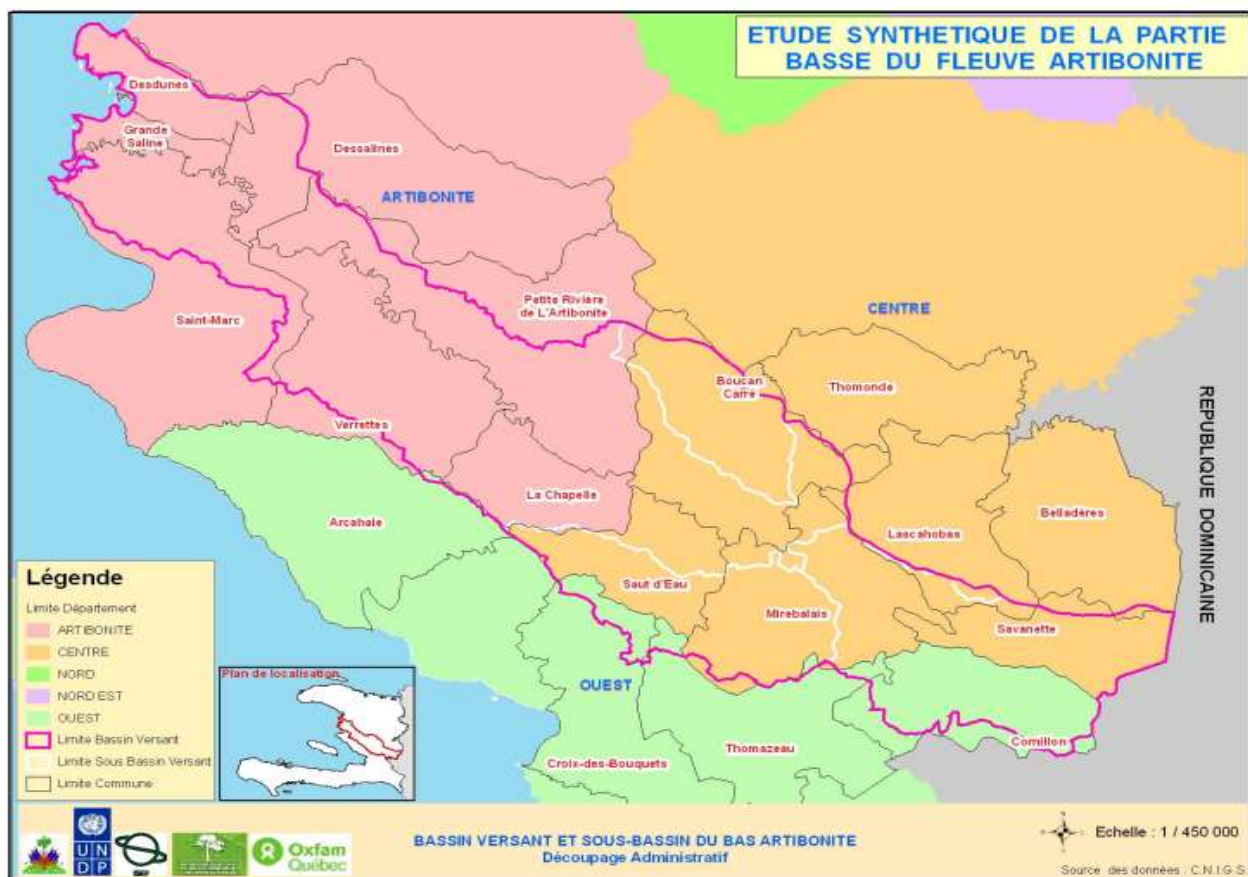 ETUDE SYNTHETIQUE DE LA PARTIE
BASSE DU FLEUVE ARTIBONITE
Desdunes
Grande
Saline
Dessalines
ARTIBONITE
Petite Rivière
de L'Artibonite
Saint-Marc
CENTRE
Boucan
Carré
Thomonde
Verrettes
La Chapelle
Arcahaie
Lascahobas
Belladères
REPUBLIQUE DOMINICAINE
Saut d'Eau
Mirebalais
Savanette
OUEST
Thomazeau
Cornillon
Croix-des-Bouquets
Légende
Limite Département
ARTIBONITE
CENTRE
NORD
NORD EST
OUEST
Limite Bassin Versant
Limite Sous Bassin Versant
Limite Commune
Plan de localisation
UN
DP
Oxfam
Québec
BASSIN VERSANT ET SOUS-BASSIN DU BAS ARTIBONITE
Découpage Administratif
Echelle : 1 / 450 000
Source des données : C.N.I.G.S